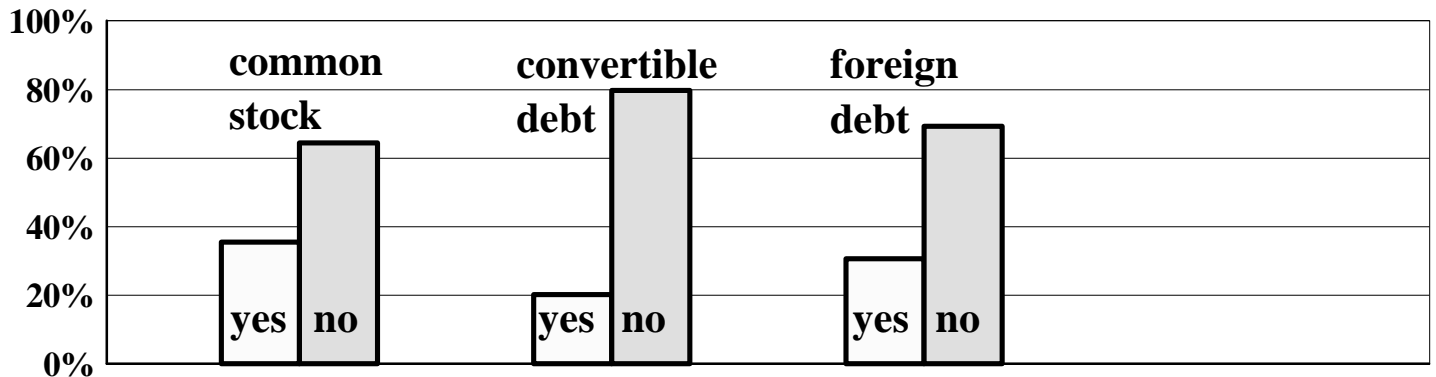 100%
80%
60%
40%
20%
0%
common
stock
yes no
convertible
debt
yes no
foreign
debt
yes no